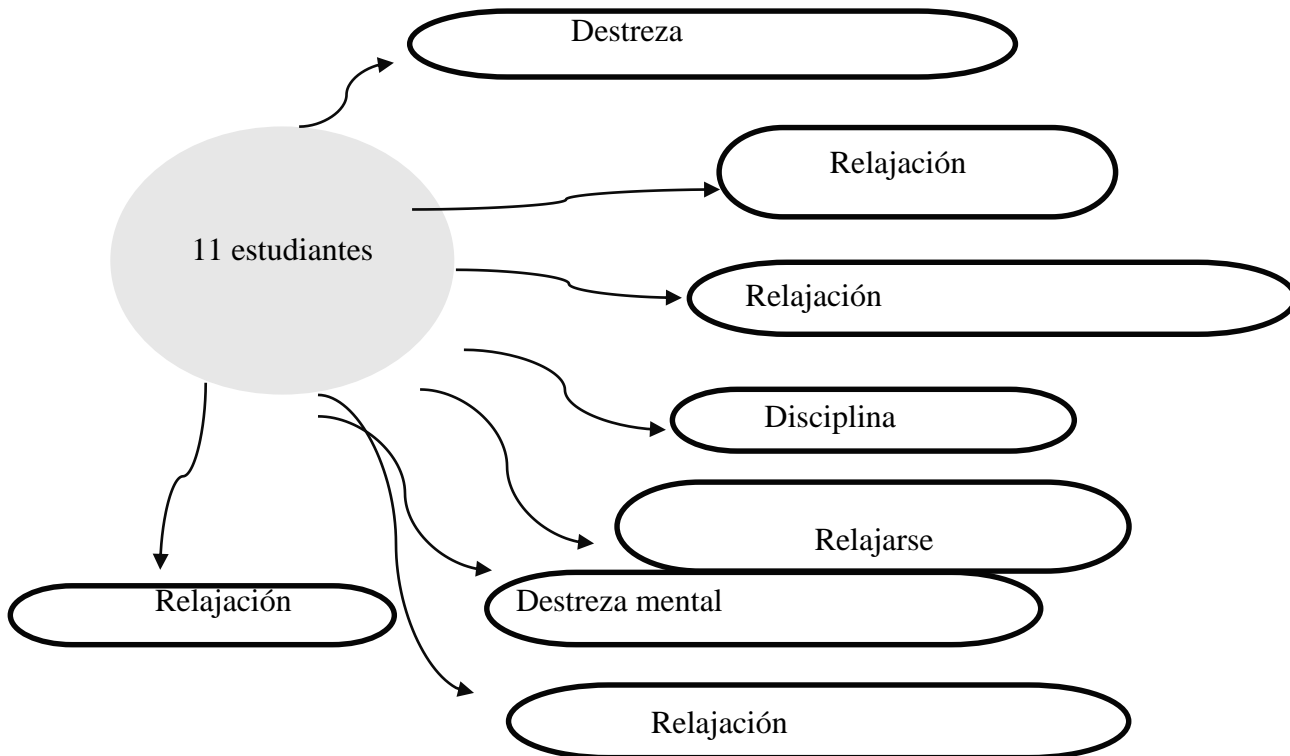 Destreza
Relajación
11 estudiantes
Relajación
Disciplina
Relajarse
Relajación
Destreza mental
Relajación